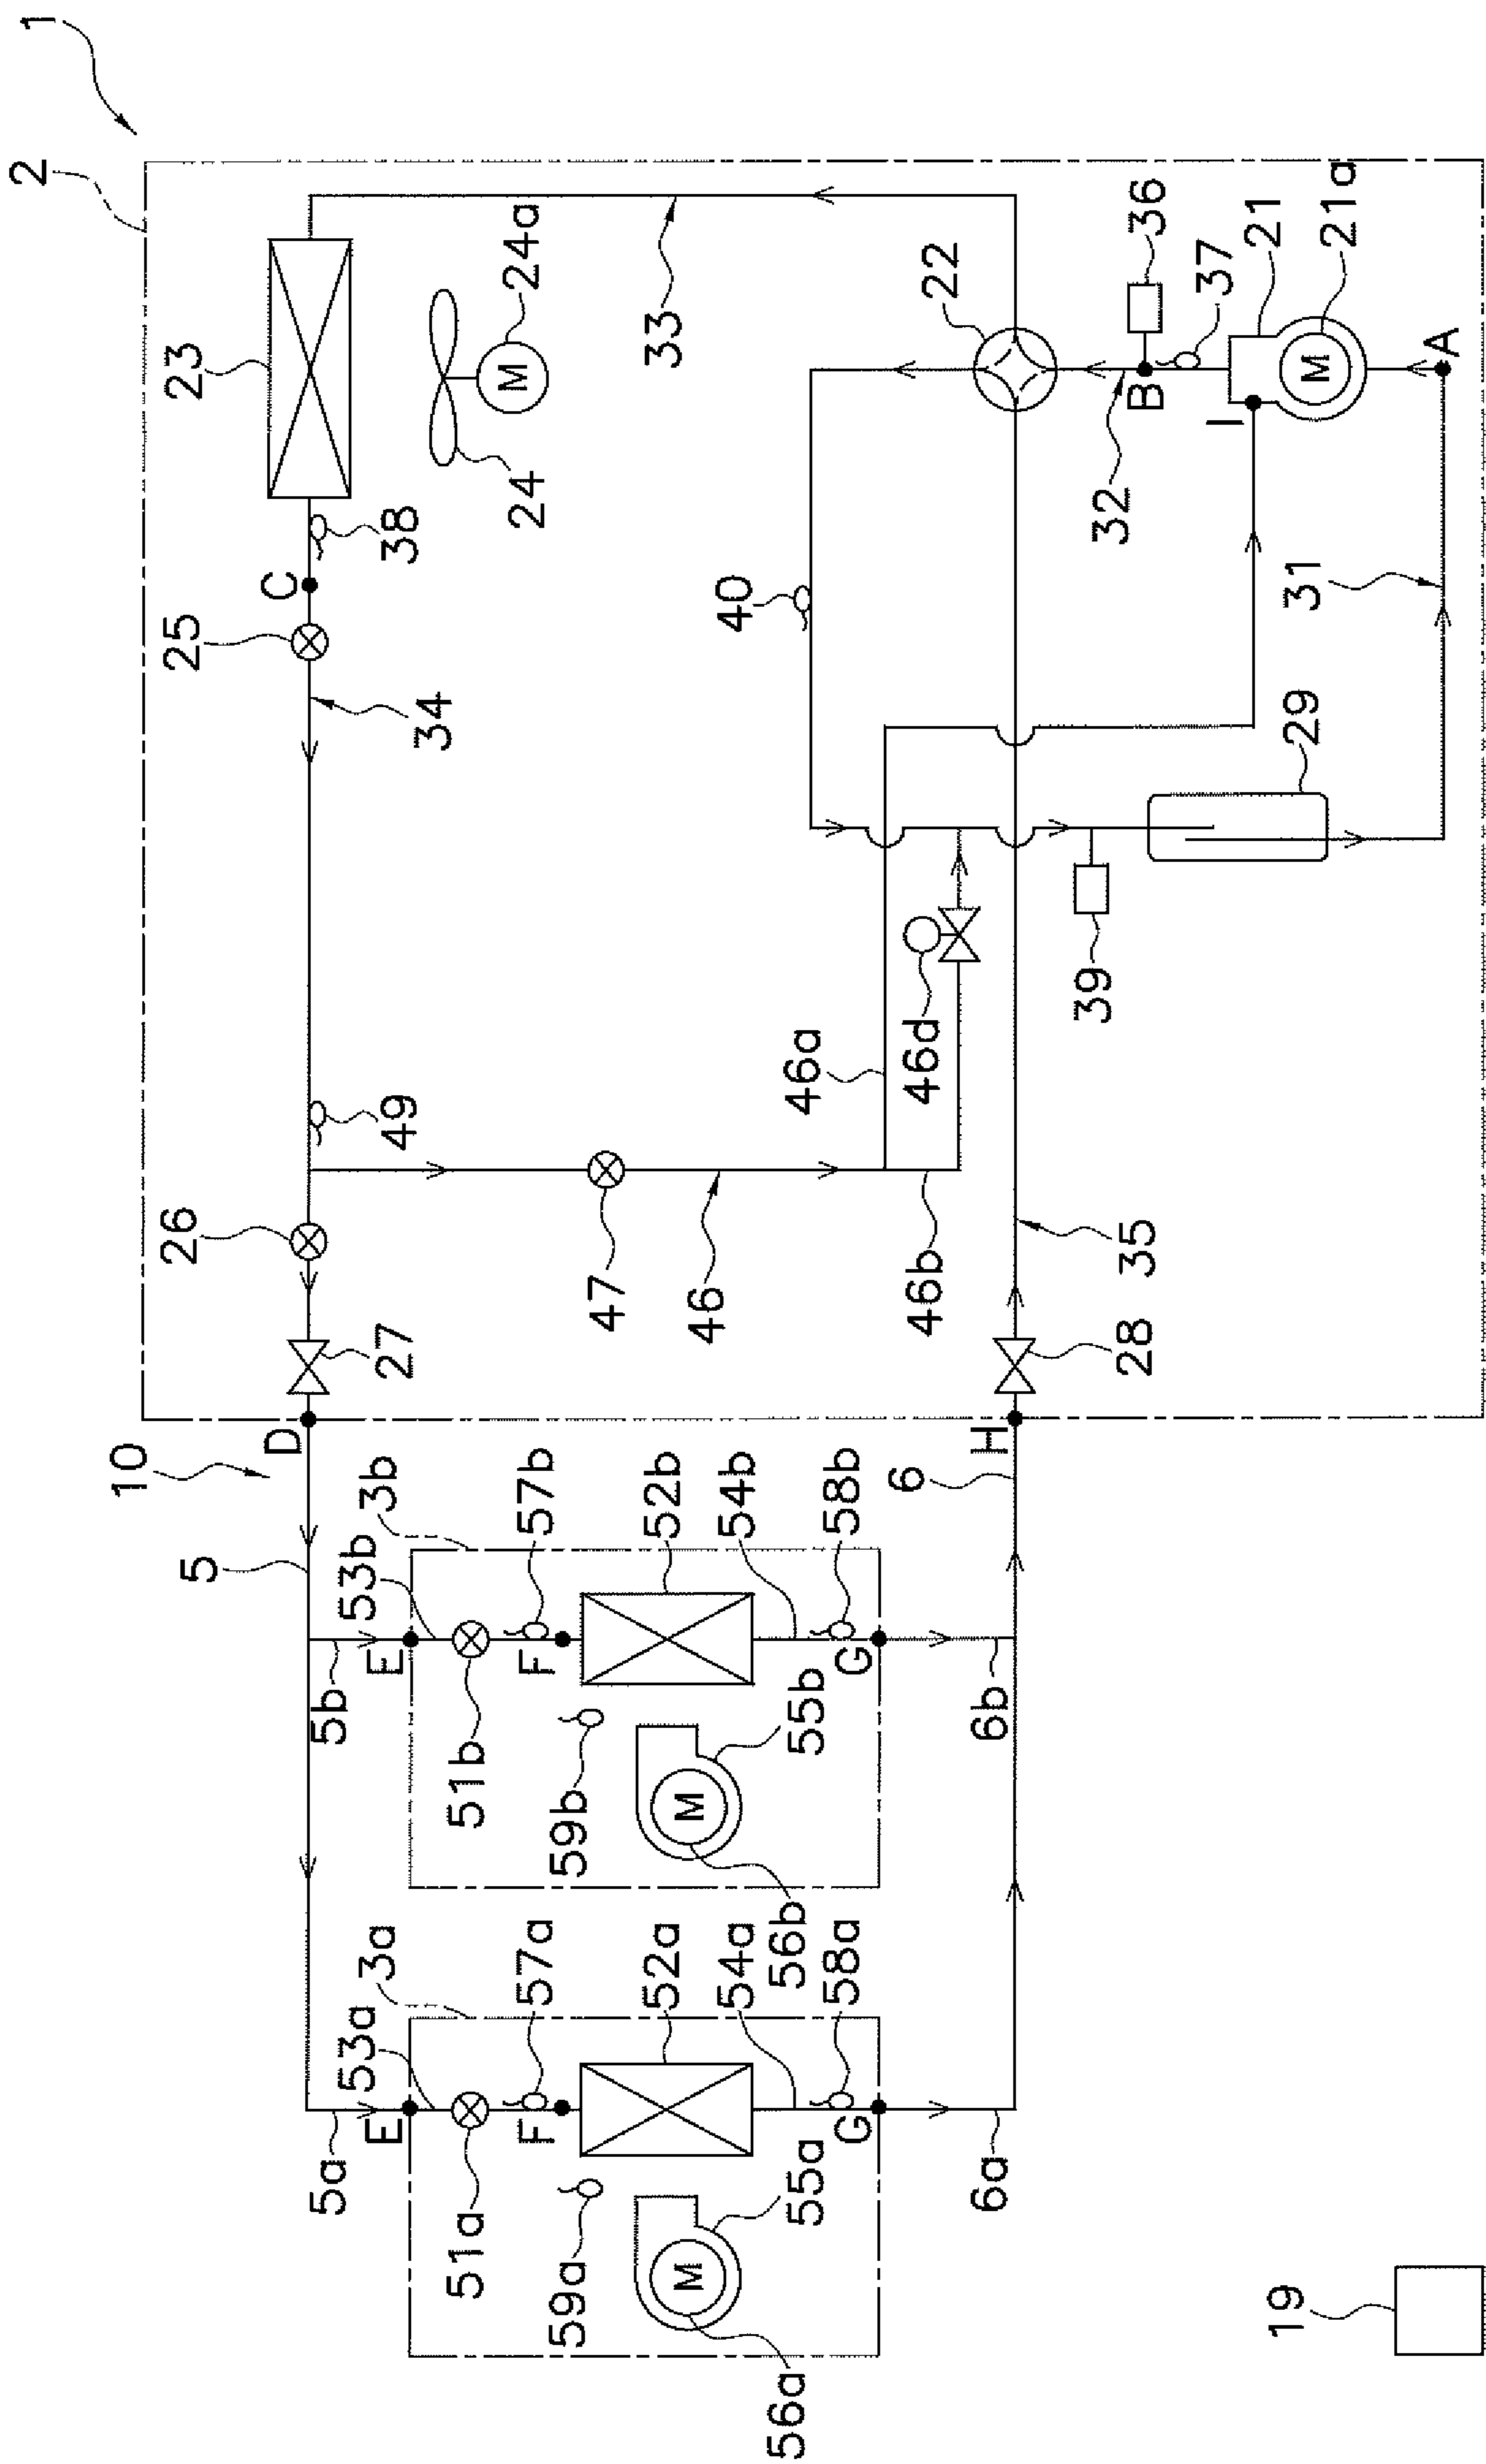 1
2
23
24a
24
33
22
36
37
21
21a
B
A
I
32
38
C
25
34
40
31
29
39
46a
46d
49
26
47
46
46b
35
27
28
D
H
10
5
3b
53b
57b
52b
54b
58b
6
E
F
G
5b
51b
59b
55b
6b
56b
3a
53a
57a
52a
54a
58a
E
F
G
5a
51a
59a
55a
6a
56a
19
M
M
M
M